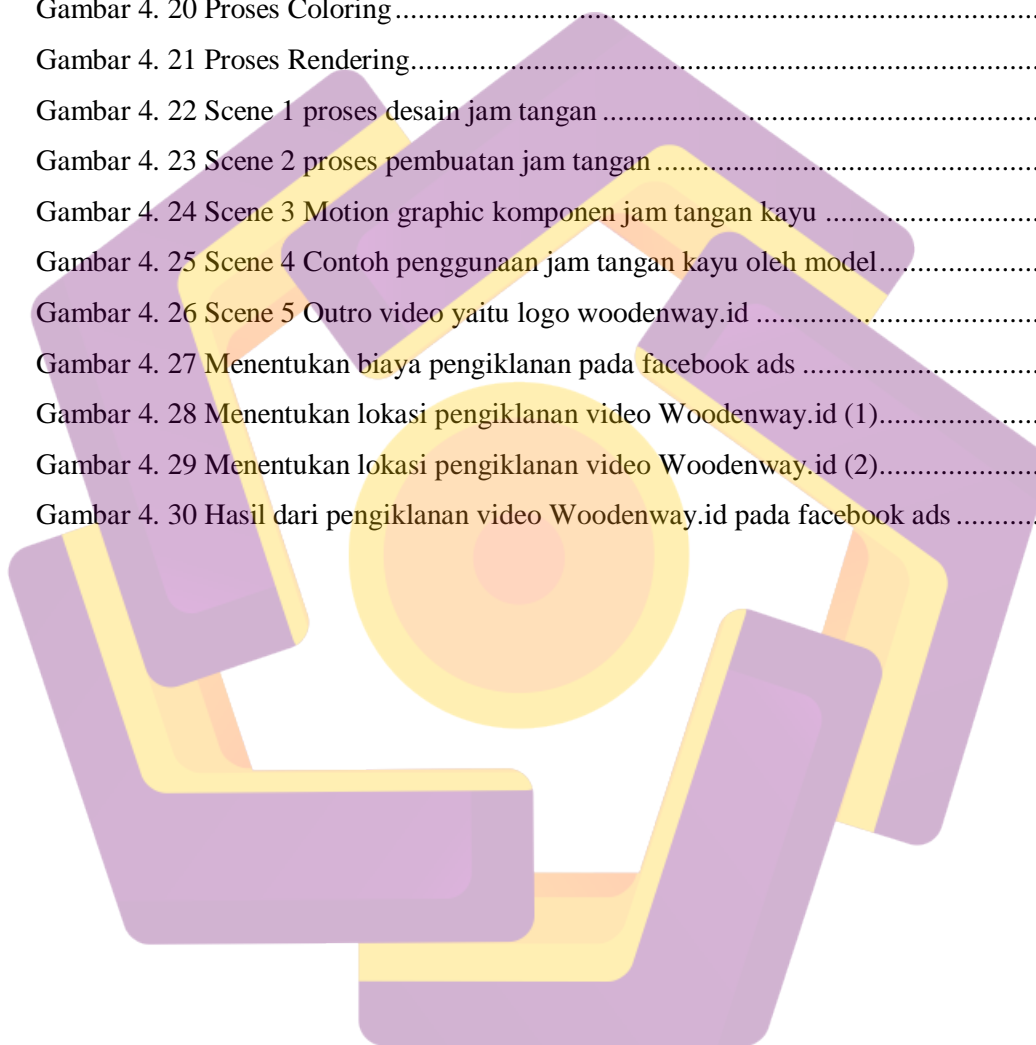 Gambar 4. 20 Proses Coloring
Gambar 4. 21 Proses Rendering
Gambar 4. 22 Scene 1 proses desain jam tangan
Gambar 4. 23 Scene 2 proses pembuatan jam tangan
Gambar 4. 24 Scene 3 Motion graphic komponen jam tangan kayu
Gambar 4. 25 Scene 4 Contoh penggunaan jam tangan kayu oleh model
Gambar 4. 26 Scene 5 Outro video yaitu logo woodenway.id
Gambar 4. 27 Menentukan biaya pengiklanan pada facebook ads
Gambar 4. 28 Menentukan lokasi pengiklanan video Woodenway.id (1)
Gambar 4. 29 Menentukan lokasi pengiklanan video Woodenway.id (2)
Gambar 4. 30 Hasil dari pengiklanan video Woodenway.id pada facebook ads